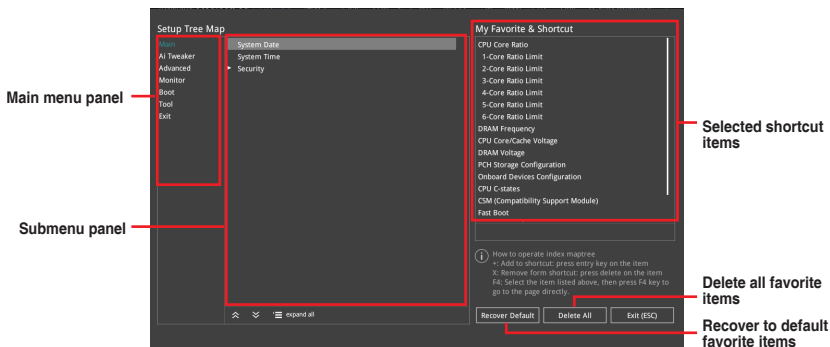 Setup Tree Map
Main
Ai Tweaker
Advanced
Monitor
Boot
Tool
Exit
System Date
System Time
Security
expand all
My Favorite & Shortcut
CPU Core Ratio
1-Core Ratio Limit
2-Core Ratio Limit
3-Core Ratio Limit
4-Core Ratio Limit
5-Core Ratio Limit
6-Core Ratio Limit
DRAM Frequency
CPU Core/Cache Voltage
DRAM Voltage
PCH Storage Configuration
Onboard Devices Configuration
CPU C-states
CSM (Compatibility Support Module)
Fast Boot
How to operate index maptree
+: Add to shortcut: press entry key on the item
X: Remove form shortcut: press delete on the item
F4: Select the item listed above, then press F4 key to
go to the page directly.
Recover Default
Delete All
Exit (ESC)
Main menu panel
Submenu panel
Selected shortcut
items
Delete all favorite
items
Recover to default
favorite items